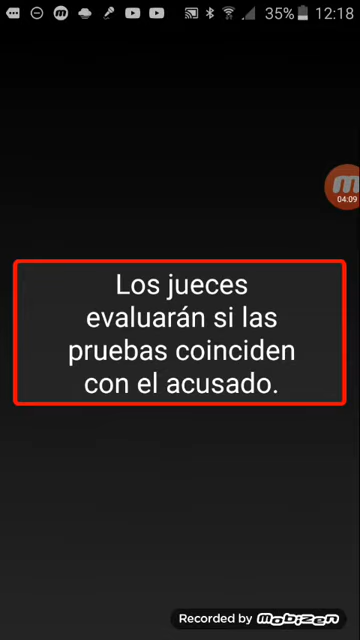 35% 12:18
04:09
Los jueces
evaluarán si las
pruebas coinciden
con el acusado.
Recorded by Mobizen